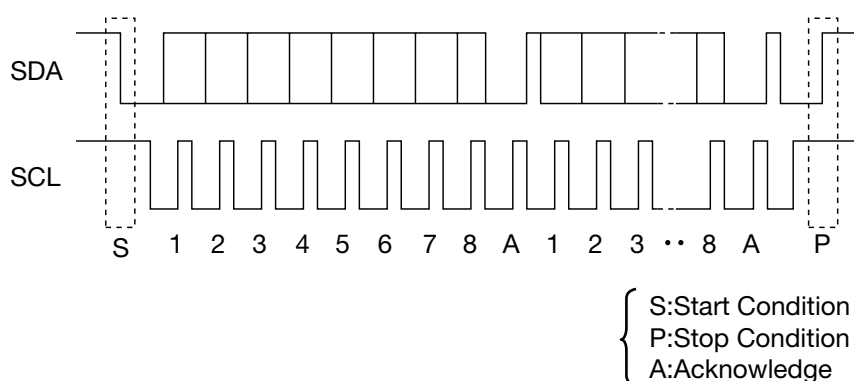 SDA
SCL
S 1 2 3 4 5 6 7 8 A 1 2 3 ·· 8 A P
S:Start Condition
P:Stop Condition
A:Acknowledge